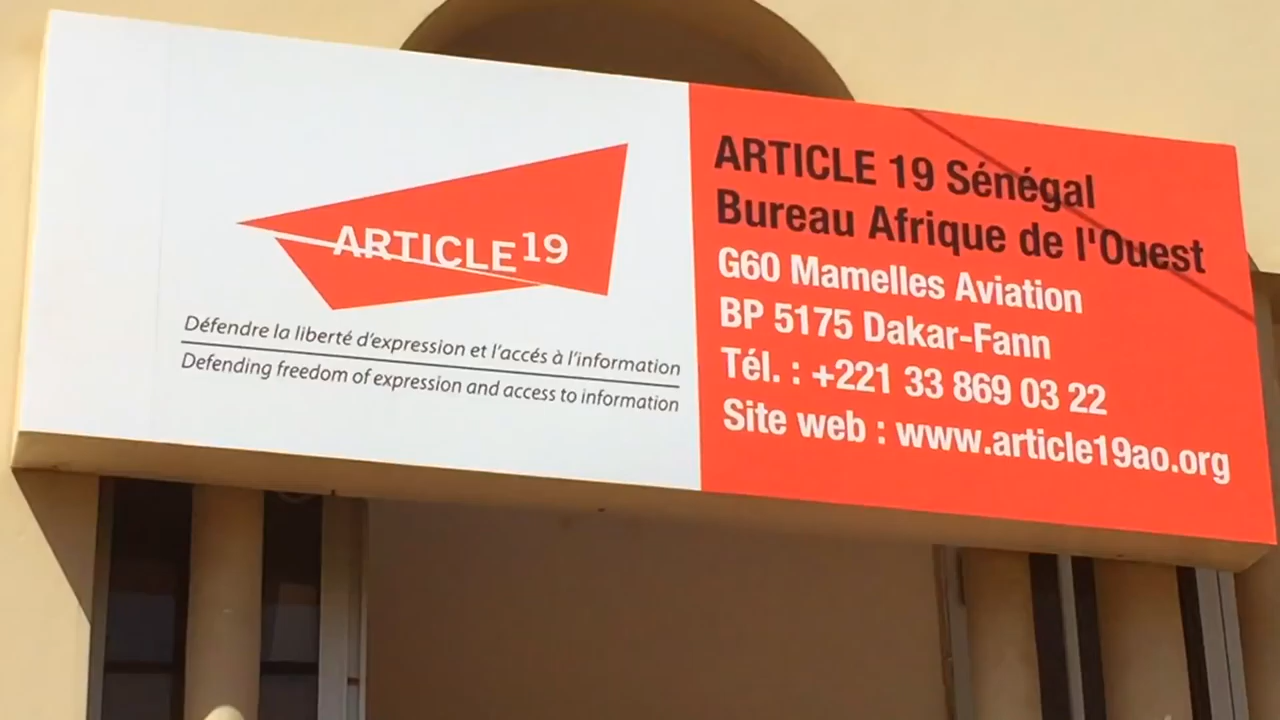 ARTICLE 19
Défendre la liberté d'expression et l'accés à l'information
Defending freedom of expression and access to information
ARTICLE 19 Sénégal
Bureau Afrique de l'Ouest
G60 Mamelles Aviation
BP 5175 Dakar-Fann
Tél. : +221 33 869 03 22
Site web : www.article19ao.org